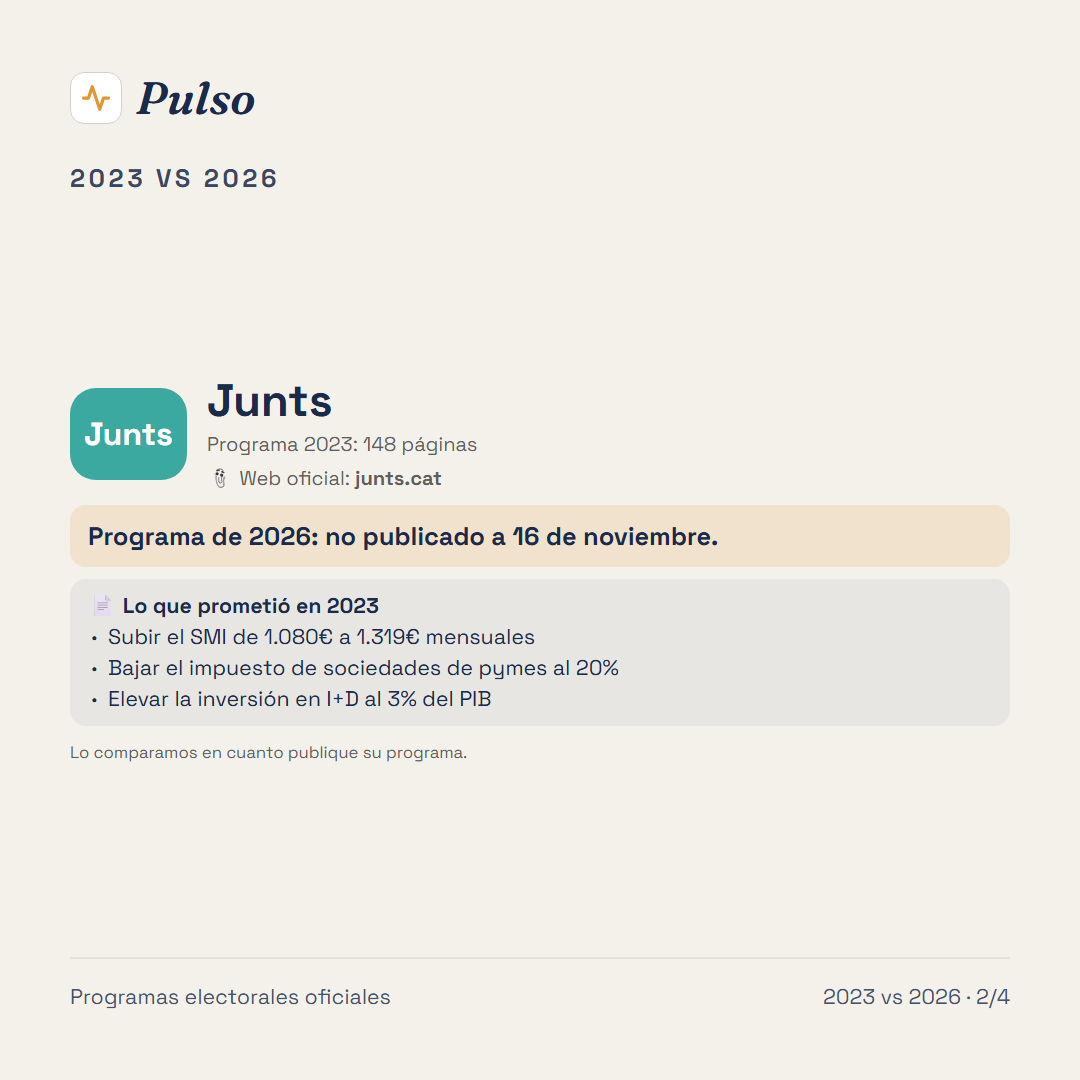 Pulso
2023 VS 2026
Junts
Junts
Programa 2023: 148 páginas
Web oficial: junts.cat
Programa de 2026: no publicado a 16 de noviembre.
Lo que prometió en 2023
• Subir el SMI de 1.080€ a 1.319€ mensuales
• Bajar el impuesto de sociedades de pymes al 20%
• Elevar la inversión en I+D al 3% del PIB
Lo comparamos en cuanto publique su programa.
Programas electorales oficiales
2023 vs 2026 · 2/4